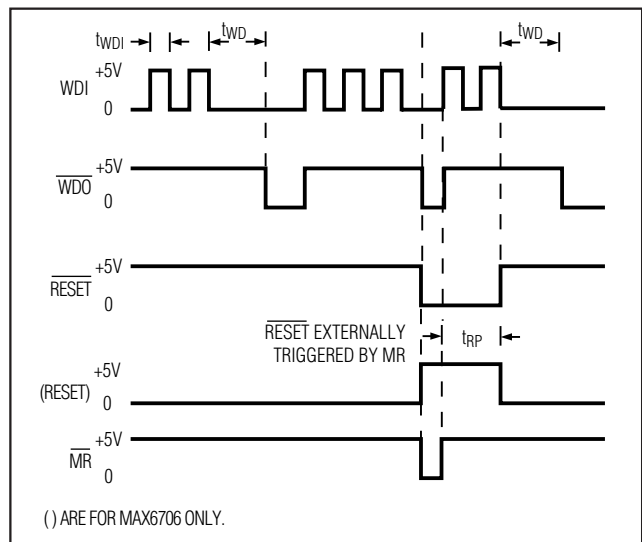 tWDI tWD tWD
+5V
WDI
0
+5V
WDO
0
+5V
RESET
0
RESET EXTERNALLY
TRIGGERED BY MR
tRP
+5V
(RESET)
0
+5V
MR
0
( ) ARE FOR MAX6706 ONLY.